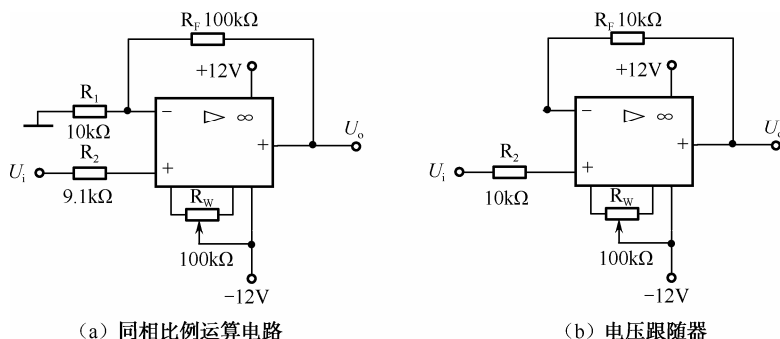 R_F 100kΩ
+12V
R₁
10kΩ
−
▷ ∞
+
U_o
R₂
U_i
+
9.1kΩ
R_W
100kΩ
−12V
(a) 同相比例运算电路
R_F 10kΩ
+12V
−
▷ ∞
+
R₂
U_i
+
10kΩ
R_W
100kΩ
−12V
(b) 电压跟随器